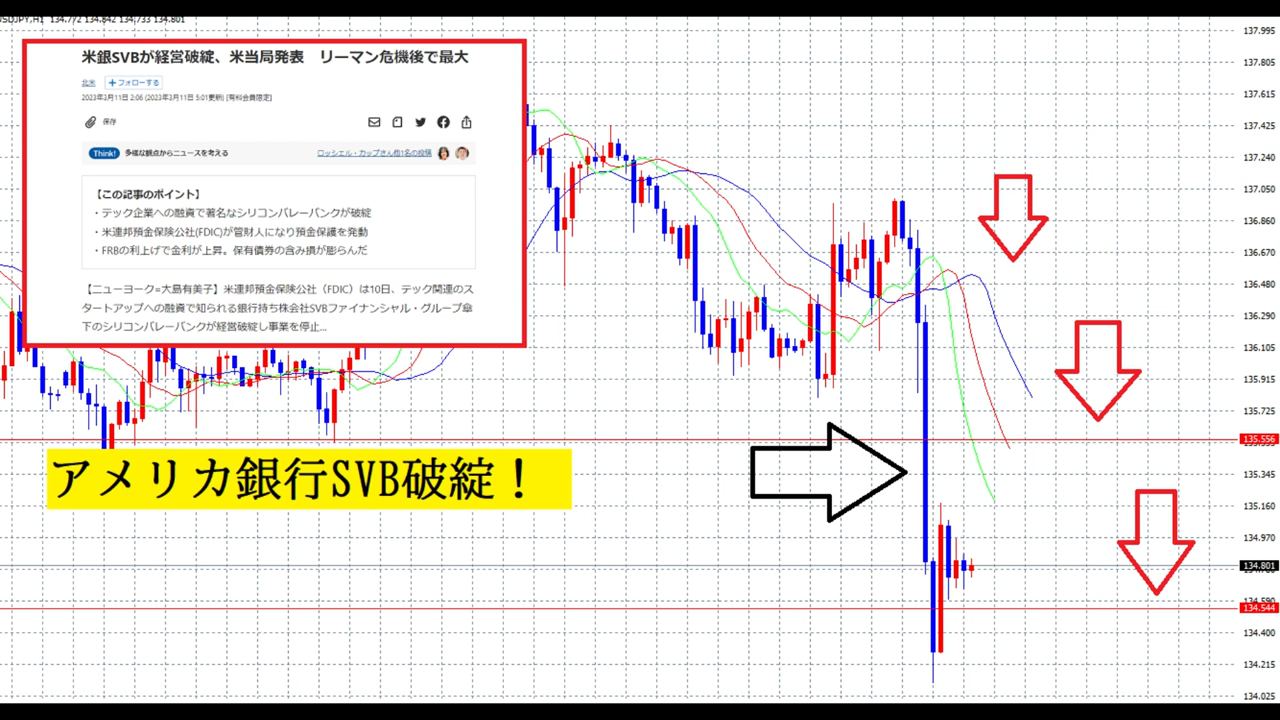 USDJPY,H1 134.772 134.842 134.733 134.801
米銀SVBが経営破綻、米当局発表 リーマン危機後で最大
北米 +フォローする
2023年3月11日 2:06 (2023年3月11日 5:01更新) [有料会員限定]
保存
Think! 多様な観点からニュースを考える ロッシェル・カップさん他1名の投稿
【この記事のポイント】
・テック企業への融資で著名なシリコンバレーバンクが破綻
・米連邦預金保険公社(FDIC)が管財人になり預金保護を発動
・FRBの利上げで金利が上昇。保有債券の含み損が膨らんだ
【ニューヨーク=大島有美子】米連邦預金保険公社（FDIC）は10日、テック関連のス
タートアップへの融資で知られる銀行持ち株会社SVBファイナンシャル・グループ傘
下のシリコンバレーバンクが経営破綻し事業を停止...
アメリカ銀行SVB破綻！
137.995
137.805
137.615
137.425
137.240
137.050
136.860
136.670
136.480
136.290
136.105
135.915
135.725
135.556
135.345
135.160
134.970
134.801
134.590
134.544
134.400
134.215
134.025